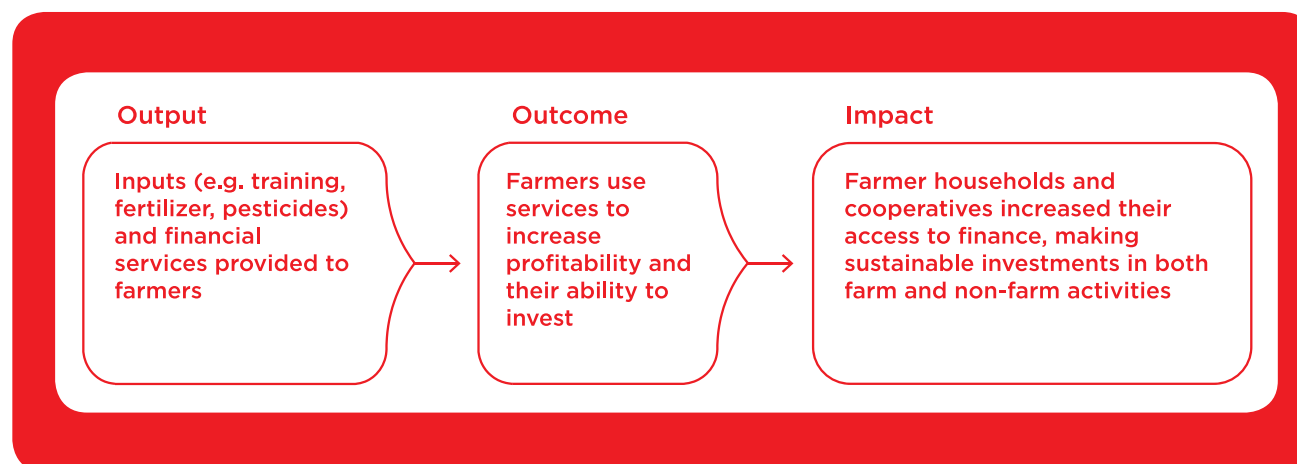 Output
Inputs (e.g. training,
fertilizer, pesticides)
and financial
services provided to
farmers
Outcome
Farmers use
services to
increase
profitability and
their ability to
invest
Impact
Farmer households and
cooperatives increased their
access to finance, making
sustainable investments in both
farm and non-farm activities